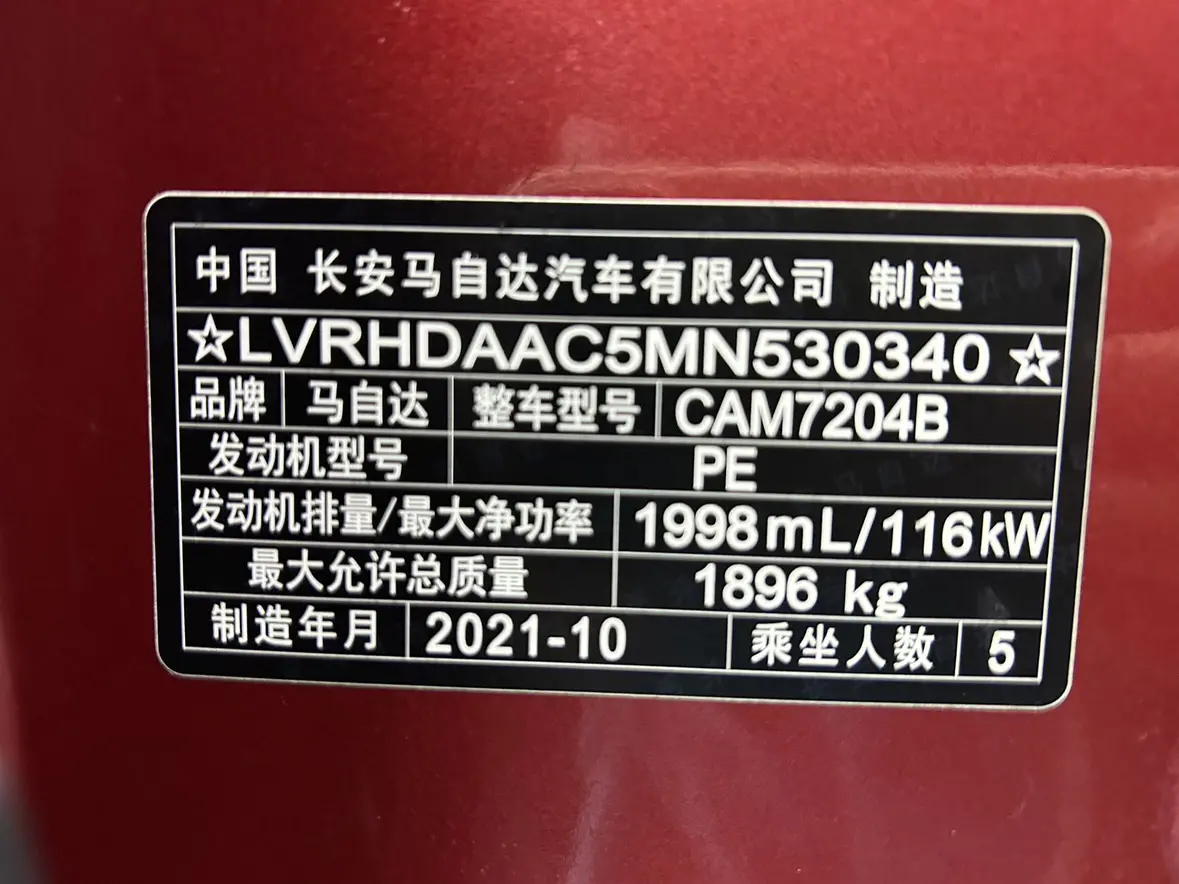 中国 长安马自达汽车有限公司 制造
☆LVRHDAAC5MN530340☆
品牌 马自达 整车型号 CAM7204B
发动机型号 PE
发动机排量/最大净功率 1998mL/116kW
最大允许总质量 1896 kg
制造年月 2021-10 乘坐人数 5